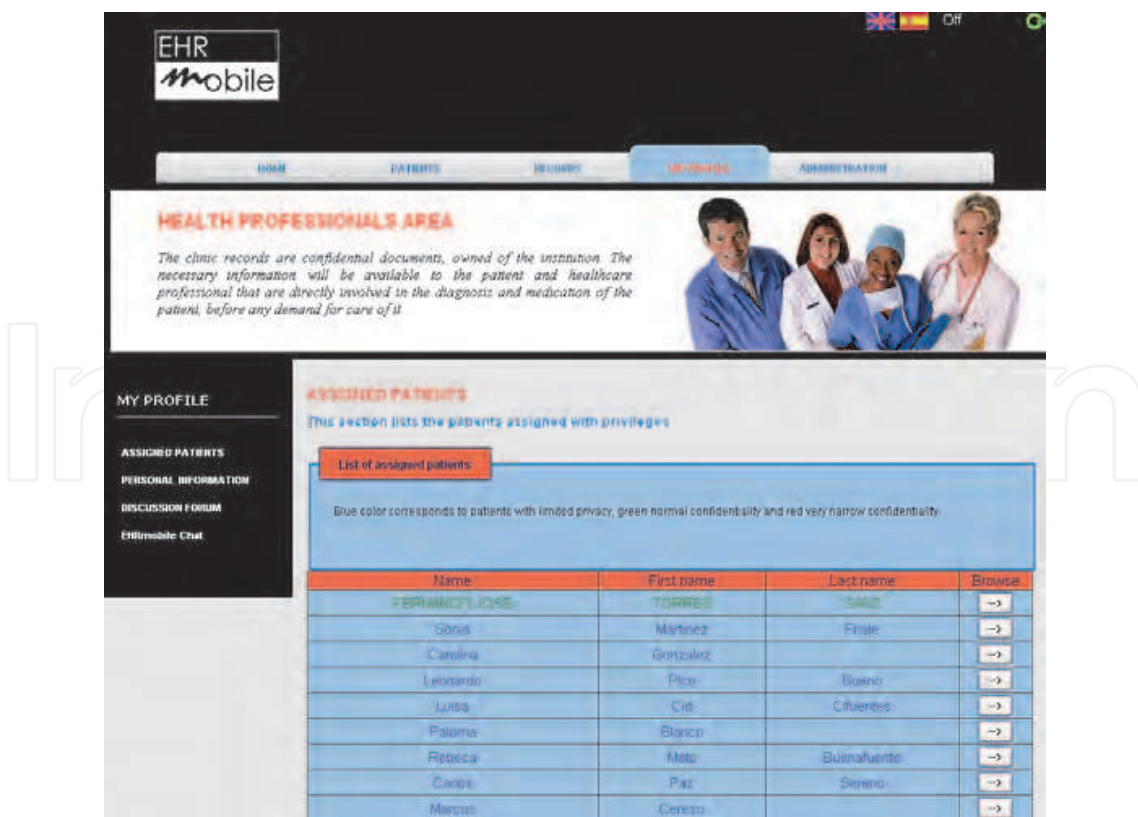 Off
EHR
mobile
HOME PATIENTS RECORDS ADMINISTRATION
HEALTH PROFESSIONALS AREA
The clinic records are confidential documents, owned of the institution. The
necessary information will be available to the patient and healthcare
professional that are directly involved in the diagnosis and medication of the
patient, before any demand for care of it
MY PROFILE
ASSIGNED PATIENTS
PERSONAL INFORMATION
DISCUSSION FORUM
EHRmobile Chat
ASSIGNED PATIENTS
This section lists the patients assigned with privileges
List of assigned patients
Blue color corresponds to patients with limited privacy, green normal confidentiality and red very narrow confidentiality.
Name First name Last name Browse
FERNANDO JOSE TORRES SANZ -->
Sonia Martinez -->
Carolina Gonzalez -->
Leonardo Pico Bueno -->
Luisa Cid Cifuentes -->
Paloma Blanco -->
Rebeca Mato Buenafuente -->
Carlos Paz Sereno -->
Marcos Cerezo -->